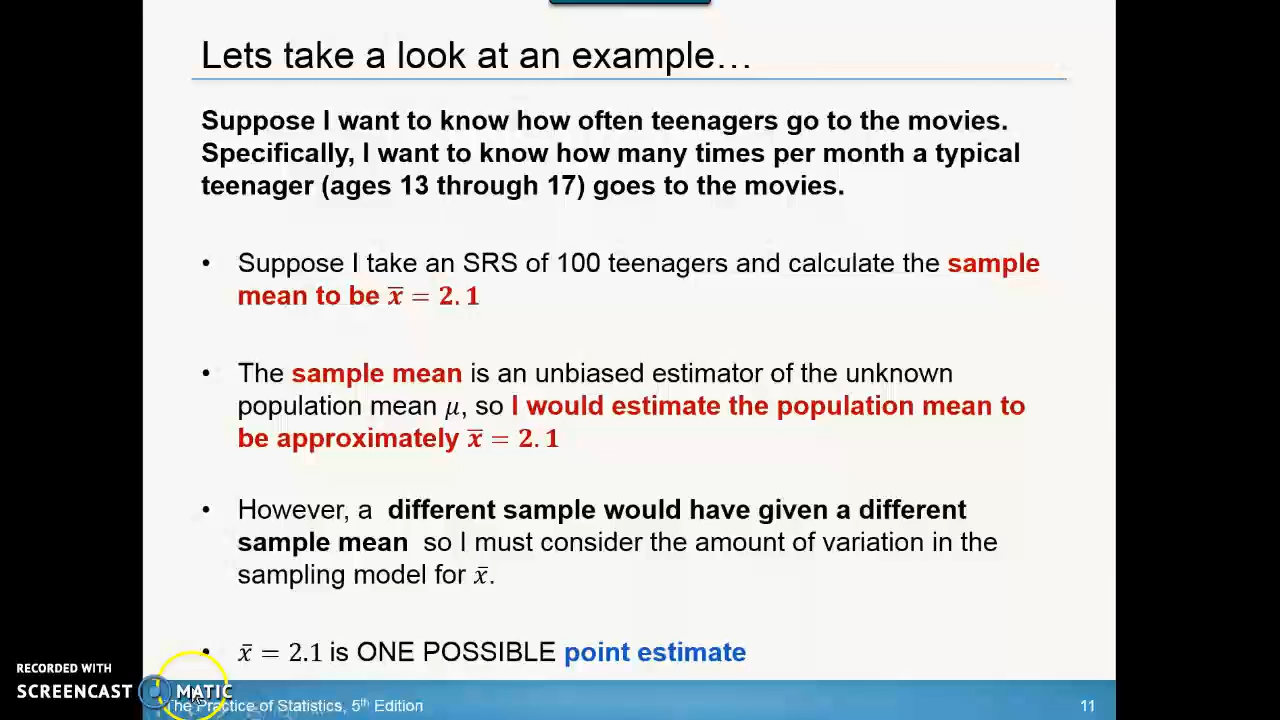 Lets take a look at an example…
Suppose I want to know how often teenagers go to the movies.
Specifically, I want to know how many times per month a typical
teenager (ages 13 through 17) goes to the movies.
• Suppose I take an SRS of 100 teenagers and calculate the sample
mean to be x̅ = 2.1
• The sample mean is an unbiased estimator of the unknown
population mean μ, so I would estimate the population mean to
be approximately x̅ = 2.1
• However, a different sample would have given a different
sample mean so I must consider the amount of variation in the
sampling model for x̅.
• x̅ = 2.1 is ONE POSSIBLE point estimate
RECORDED WITH
SCREENCAST MATIC
The Practice of Statistics, 5th Edition
11